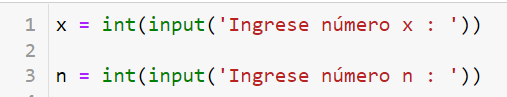 1 x = int(input('Ingrese número x : '))
2
3 n = int(input('Ingrese número n : '))